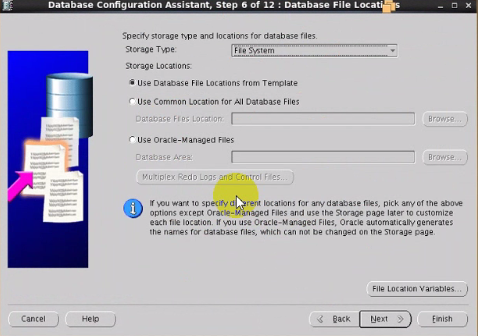 Database Configuration Assistant, Step 6 of 12 : Database File Locations
Specify storage type and locations for database files.
Storage Type: File System
Storage Locations:
Use Database File Locations from Template
Use Common Location for All Database Files
Database Files Location: Browse...
Use Oracle-Managed Files
Database Area: Browse...
Multiplex Redo Logs and Control Files...
If you want to specify different locations for any database files, pick any of the above
options except Oracle-Managed Files and use the Storage page later to customize
each file location. If you use Oracle-Managed Files, Oracle automatically generates
the names for database files, which can not be changed on the Storage page.
File Location Variables...
Cancel Help Back Next Finish